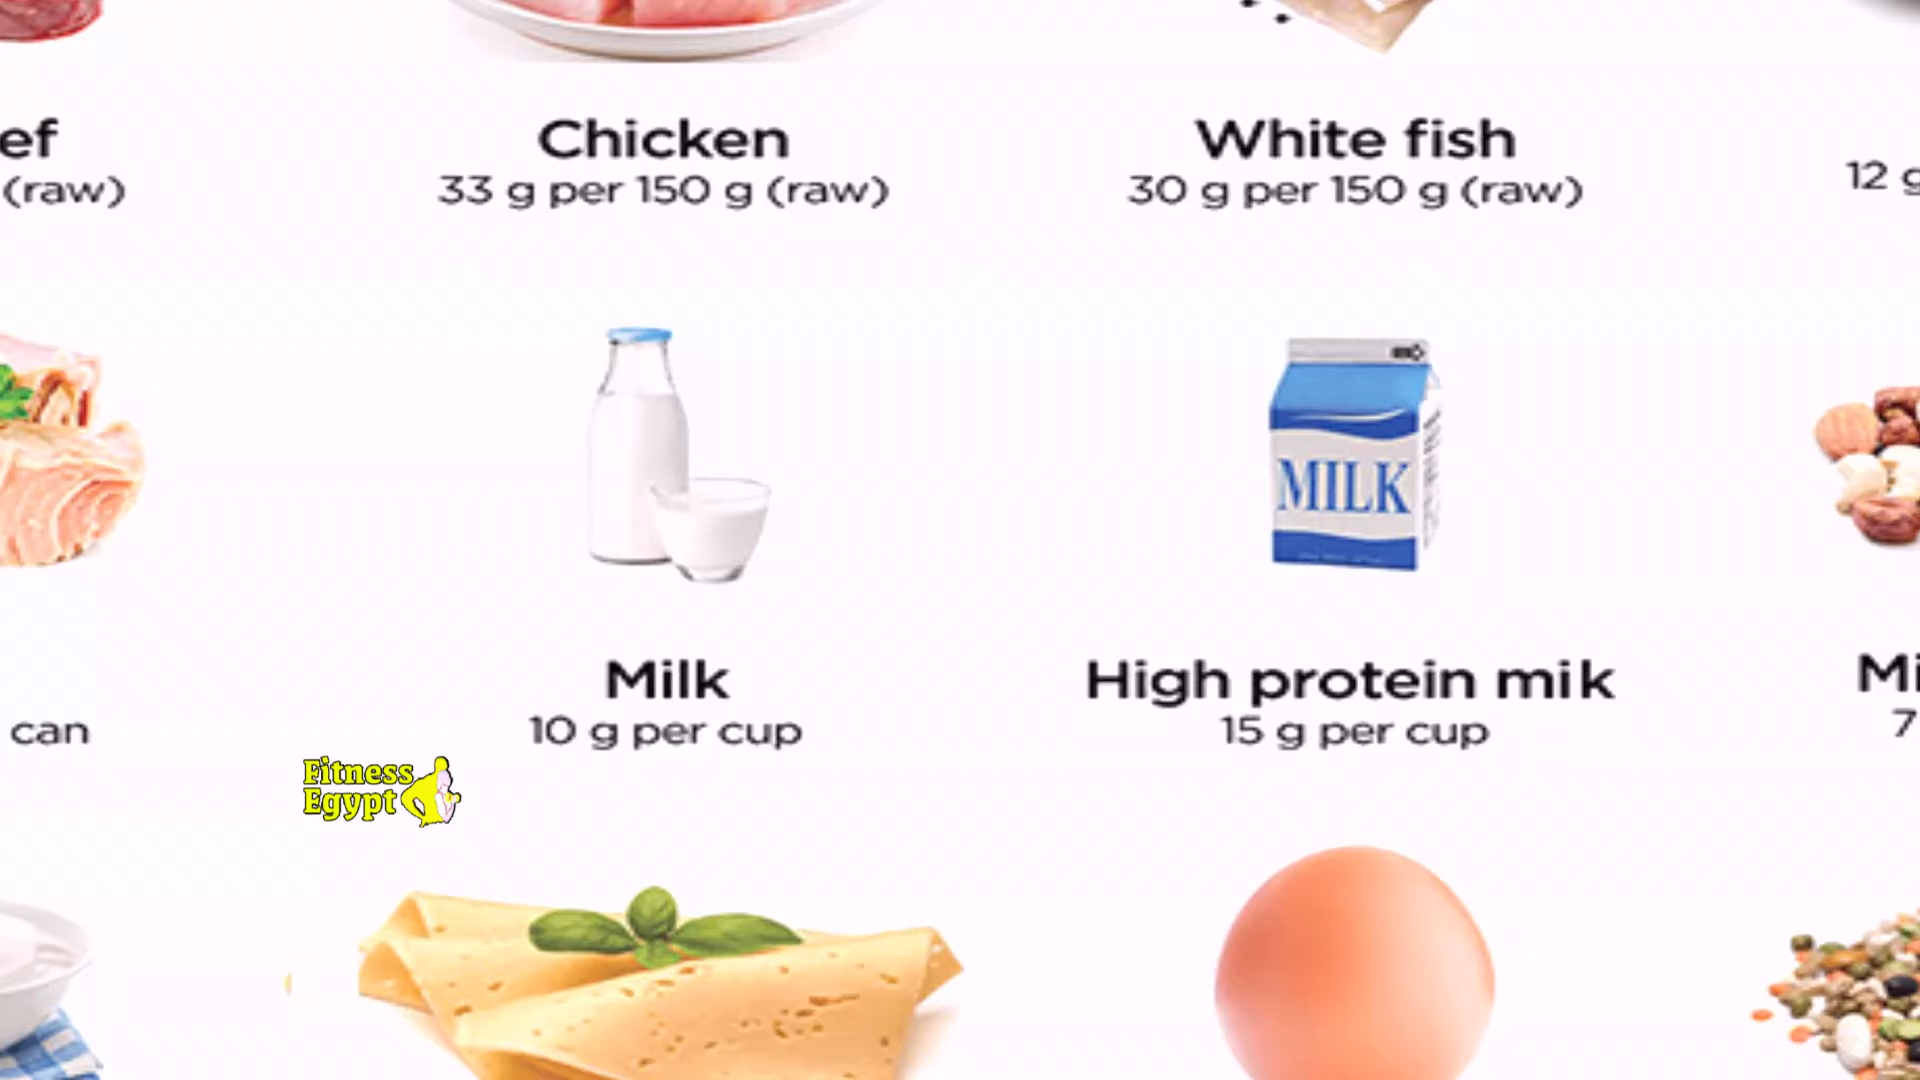 ef
Chicken
White fish
(raw)
33 g per 150 g (raw)
30 g per 150 g (raw)
12 g
MILK
Milk
High protein mik
Mi
can
10 g per cup
15 g per cup
7
Fitness
Egypt